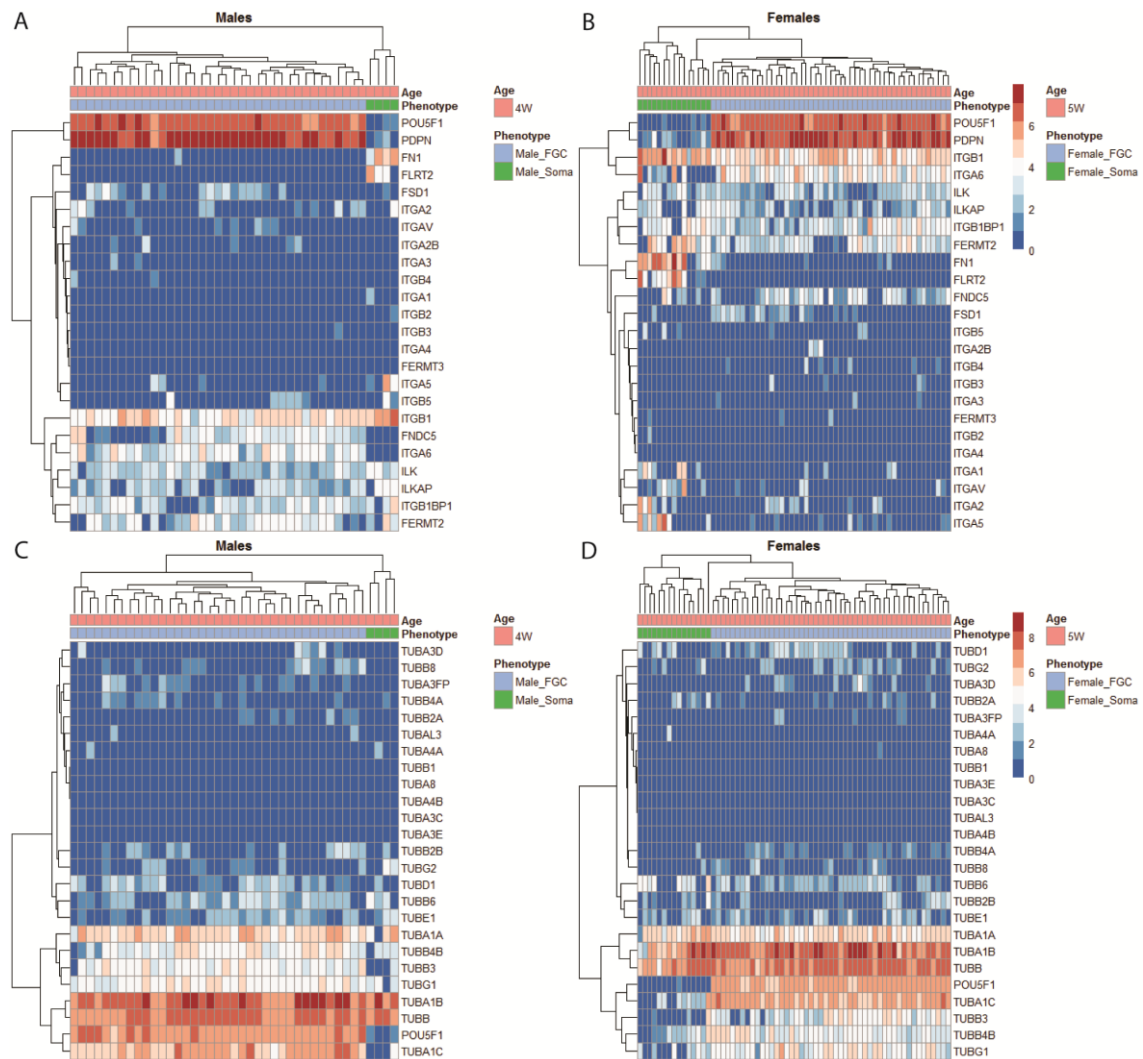 A
Males
Age
Phenotype
POU5F1
PDPN
FN1
FLRT2
FSD1
ITGA2
ITGAV
ITGA2B
ITGA3
ITGB4
ITGA1
ITGB2
ITGB3
ITGA4
FERMT3
ITGA5
ITGB5
ITGB1
FNDC5
ITGA6
ILK
ILKAP
ITGB1BP1
FERMT2
Age
4W
Phenotype
Male_FGC
Male_Soma
B
Females
Age
Phenotype
POU5F1
PDPN
ITGB1
ITGA6
ILK
ILKAP
ITGB1BP1
FERMT2
FN1
FLRT2
FNDC5
FSD1
ITGB5
ITGA2B
ITGB4
ITGB3
ITGA3
FERMT3
ITGB2
ITGA4
ITGA1
ITGAV
ITGA2
ITGA5
6
4
2
0
Age
5W
Phenotype
Female_FGC
Female_Soma
C
Males
Age
Phenotype
TUBA3D
TUBB8
TUBA3FP
TUBB4A
TUBB2A
TUBAL3
TUBA4A
TUBB1
TUBA8
TUBA4B
TUBA3C
TUBA3E
TUBB2B
TUBG2
TUBD1
TUBB6
TUBE1
TUBA1A
TUBB4B
TUBB3
TUBG1
TUBA1B
TUBB
POU5F1
TUBA1C
Age
4W
Phenotype
Male_FGC
Male_Soma
D
Females
Age
Phenotype
TUBD1
TUBG2
TUBA3D
TUBB2A
TUBA3FP
TUBA4A
TUBA8
TUBB1
TUBA3E
TUBA3C
TUBAL3
TUBA4B
TUBB4A
TUBB8
TUBB6
TUBB2B
TUBE1
TUBA1A
TUBA1B
TUBB
POU5F1
TUBA1C
TUBB3
TUBB4B
TUBG1
8
6
4
2
0
Age
5W
Phenotype
Female_FGC
Female_Soma